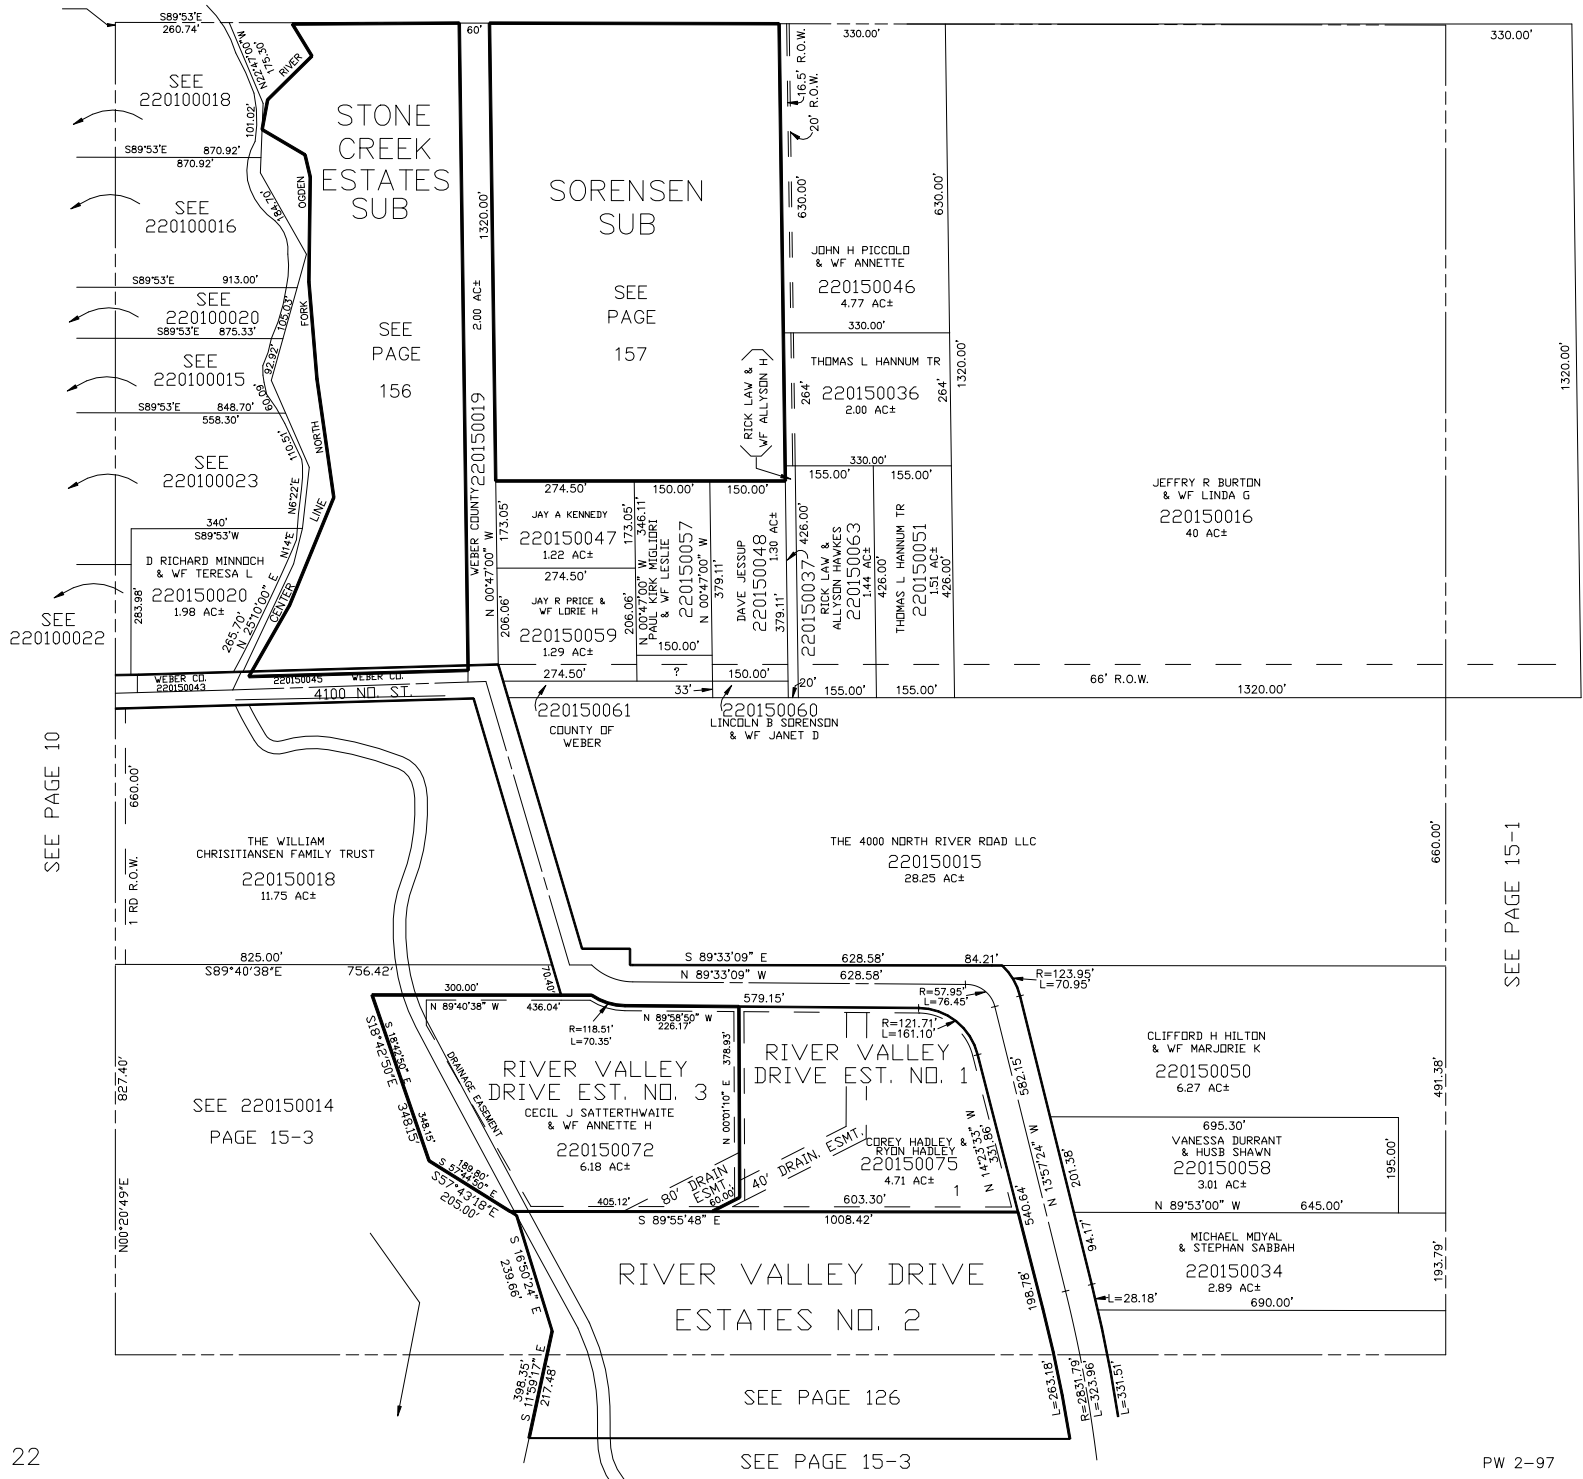 S89°53'E
260.74'
N22°47'00"W
175.30'
RIVER
60'
16.5' R.O.W.
20' R.O.W.
330.00'
330.00'
SEE
220100018
101.02'
S89°53'E 870.92'
870.92'
SEE
220100016
184.70'
OGDEN
S89°53'E 913.00'
SEE
220100020
105.03'
FORK
S89°53'E 875.33'
SEE
220100015
92.92'
60.09'
S89°53'E 848.70'
558.30'
110.51'
NORTH
SEE
220100023
N6°22'E
LINE
340'
S89°53'W
N14°E
D RICHARD MINNOCH
& WF TERESA L
220150020
1.98 AC±
283.98'
265.70'
N 25°10'00" E
CENTER
SEE
220100022
STONE
CREEK
ESTATES
SUB
SEE
PAGE
156
1320.00'
2.00 AC±
WEBER COUNTY 220150019
SORENSEN
SUB
SEE
PAGE
157
RICK LAW &
WF ALLYSON H
630.00'
630.00'
JOHN H PICCOLO
& WF ANNETTE
220150046
4.77 AC±
330.00'
THOMAS L HANNUM TR
220150036
2.00 AC±
264'
264'
1320.00'
330.00'
1320.00'
JEFFRY R BURTON
& WF LINDA G
220150016
40 AC±
274.50'
JAY A KENNEDY
220150047
1.22 AC±
173.05'
173.05'
N 00°47'00" W
274.50'
JAY R PRICE &
WF LORIE H
220150059
1.29 AC±
206.06'
206.06'
274.50'
150.00'
346.11'
N 00°47'00" W
PAUL KIRK MIGLIORI
& WF LESLIE
220150057
N 00°47'00" W
379.11'
150.00'
?
33'
150.00'
DAVE JESSUP
220150048
1.30 AC±
379.11'
150.00'
155.00'
155.00'
426.00'
220150037
RICK LAW &
ALLYSON HAWKES
220150063
1.44 AC±
426.00'
THOMAS L HANNUM TR
220150051
1.51 AC±
426.00'
20'
155.00'
155.00'
66' R.O.W.
1320.00'
WEBER CO.
220150043
220150045
WEBER CO.
4100 NO. ST.
220150061
COUNTY OF
WEBER
220150060
LINCOLN B SORENSON
& WF JANET D
SEE PAGE 10
660.00'
1 RD R.O.W.
THE WILLIAM
CHRISITIANSEN FAMILY TRUST
220150018
11.75 AC±
THE 4000 NORTH RIVER ROAD LLC
220150015
28.25 AC±
660.00'
SEE PAGE 15-1
825.00'
S89°40'38"E 756.42'
70.40'
S 89°33'09" E 628.58' 84.21'
N 89°33'09" W 628.58'
R=123.95'
L=70.95'
R=57.95'
L=76.45'
579.15'
R=121.71'
L=161.10'
300.00'
N 89°40'38" W 436.04'
R=118.51'
L=70.35'
N 89°58'50" W
226.17'
S 18°42'50" E
S18°42'50"E
348.15'
348.15'
DRAINAGE EASEMENT
RIVER VALLEY
DRIVE EST. NO. 3
CECIL J SATTERTHWAITE
& WF ANNETTE H
220150072
6.18 AC±
N 00°01'10" E 378.93'
RIVER VALLEY
DRIVE EST. NO. 1
COREY HADLEY &
RYON HADLEY
220150075
4.71 AC±
1
N 14°23'33" W
331.86'
582.15'
N 13°57'24" W
201.38'
540.64'
CLIFFORD H HILTON
& WF MARJORIE K
220150050
6.27 AC±
491.38'
827.40'
N00°20'49"E
SEE 220150014
PAGE 15-3
189.80'
S 57°44'50" E
S57°43'18"E
205.00'
405.12'
80' DRAIN
ESMT.
60.00'
40' DRAIN. ESMT.
603.30'
S 89°55'48" E 1008.42'
695.30'
VANESSA DURRANT
& HUSB SHAWN
220150058
3.01 AC±
195.00'
N 89°53'00" W 645.00'
S 16°50'24" E
239.66'
RIVER VALLEY DRIVE
ESTATES NO. 2
198.78'
94.17'
L=28.18'
MICHAEL MOYAL
& STEPHAN SABBAH
220150034
2.89 AC±
690.00'
193.79'
398.35'
S 11°59'17" E
217.48'
SEE PAGE 126
L=263.18'
R=2831.79'
L=323.96
L=331.51'
SEE PAGE 15-3
22
PW 2-97